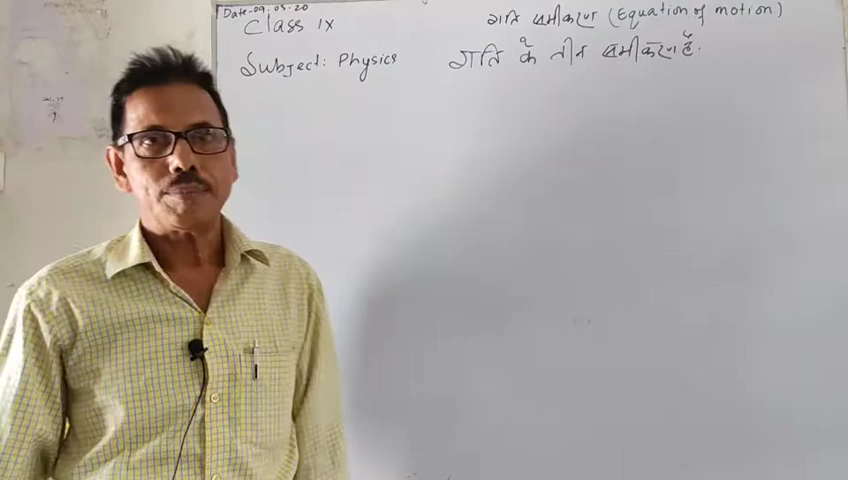 Date-09.05.20
Class IX
गति समीकरण (Equation of motion)
Subject: Physics
गति के तीन समीकरण हैं.